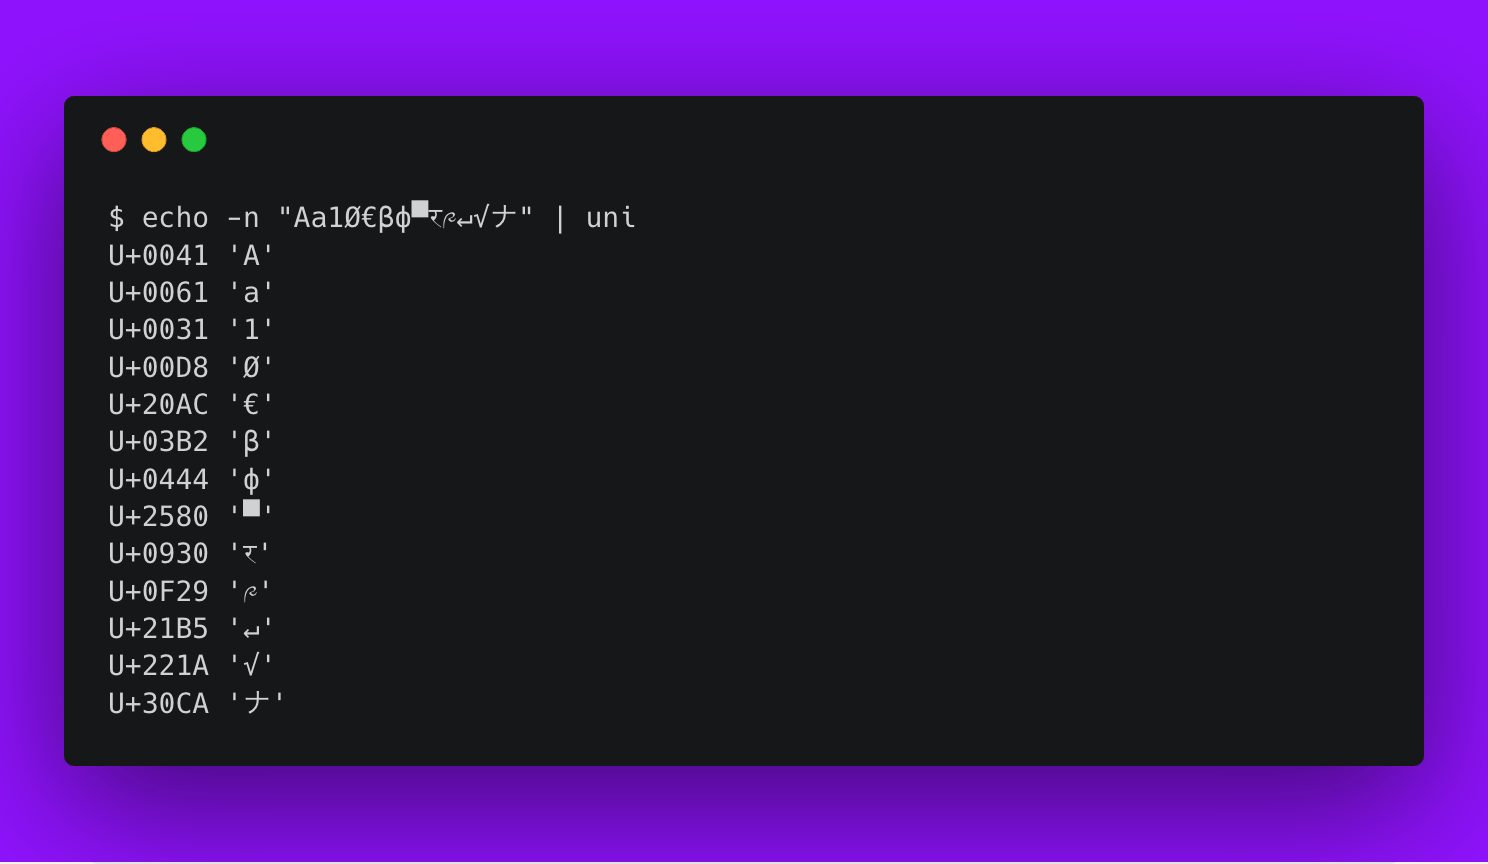 $ echo -n "Aa1Ø€βф▀र༩↵√ナ" | uni
U+0041 'A'
U+0061 'a'
U+0031 '1'
U+00D8 'Ø'
U+20AC '€'
U+03B2 'β'
U+0444 'ф'
U+2580 '▀'
U+0930 'र'
U+0F29 '༩'
U+21B5 '↵'
U+221A '√'
U+30CA 'ナ'